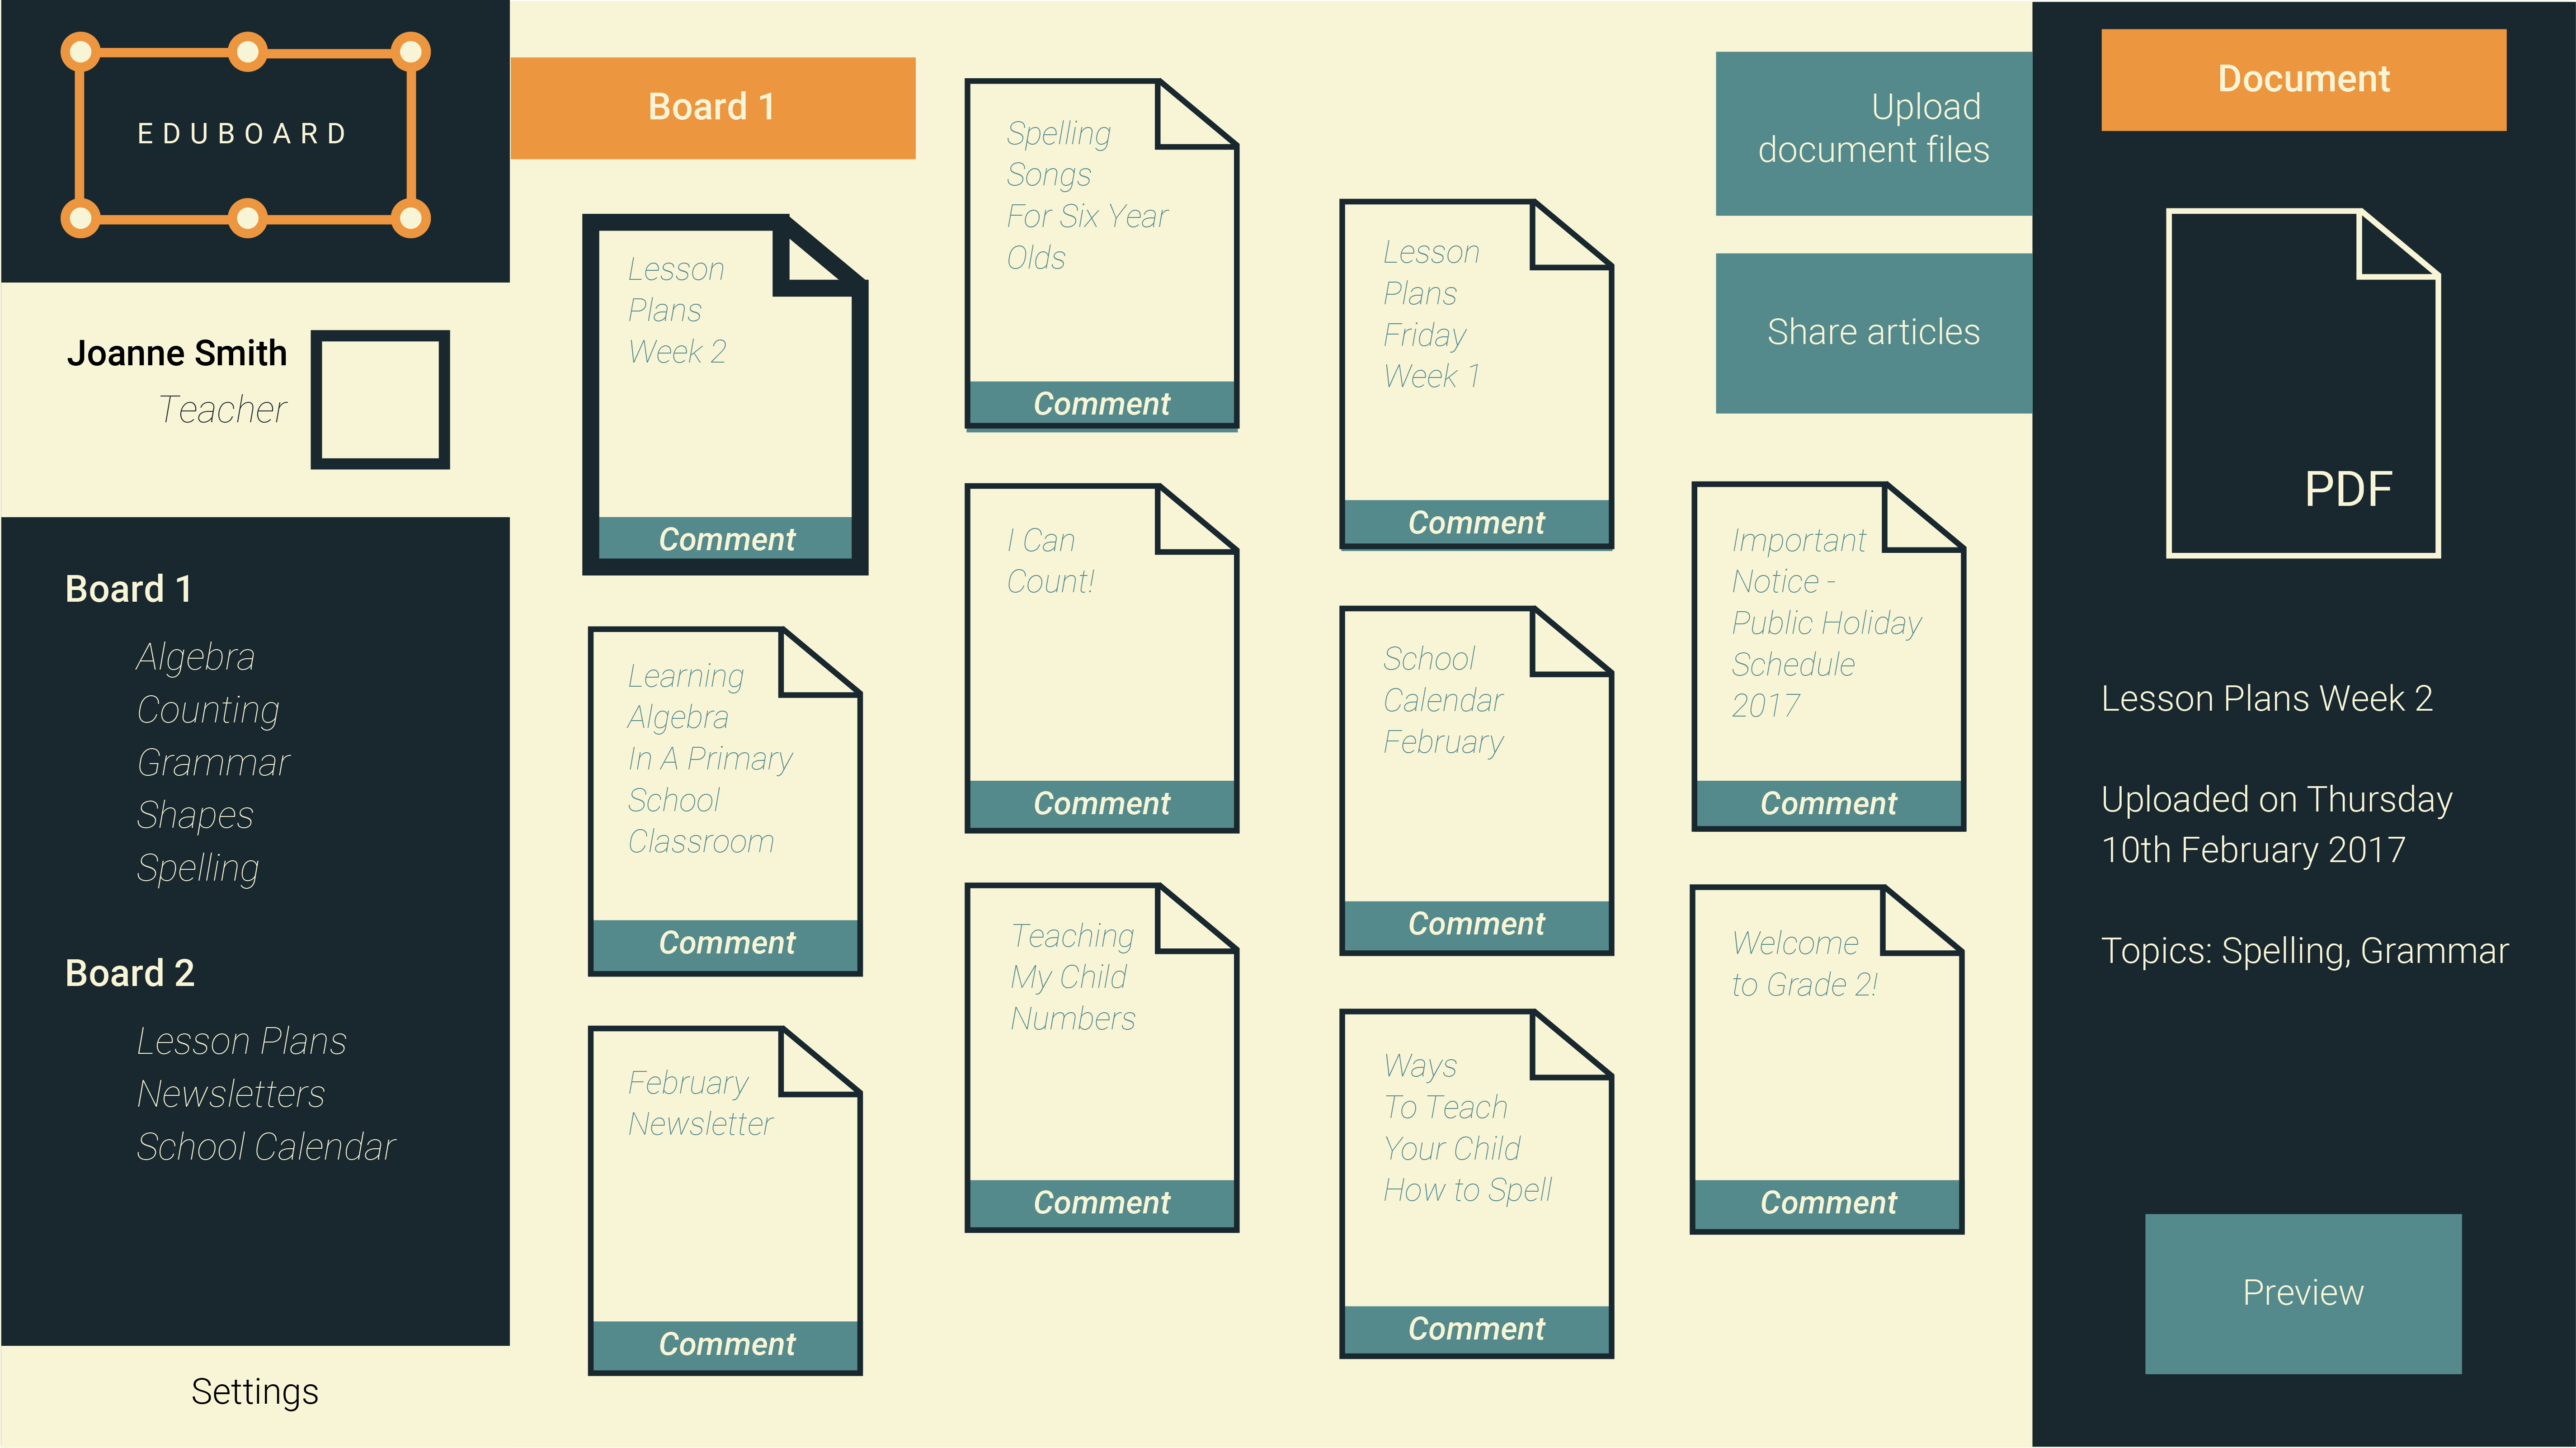 EDUBOARD
Joanne Smith
Teacher
Board 1
Algebra
Counting
Grammar
Shapes
Spelling
Board 2
Lesson Plans
Newsletters
School Calendar
Settings
Board 1
Lesson
Plans
Week 2
Comment
Learning
Algebra
In A Primary
School
Classroom
Comment
February
Newsletter
Comment
Spelling
Songs
For Six Year
Olds
Comment
I Can
Count!
Comment
Teaching
My Child
Numbers
Comment
Lesson
Plans
Friday
Week 1
Comment
School
Calendar
February
Comment
Ways
To Teach
Your Child
How to Spell
Comment
Upload
document files
Share articles
Important
Notice -
Public Holiday
Schedule
2017
Comment
Welcome
to Grade 2!
Comment
Document
PDF
Lesson Plans Week 2
Uploaded on Thursday
10th February 2017
Topics: Spelling, Grammar
Preview